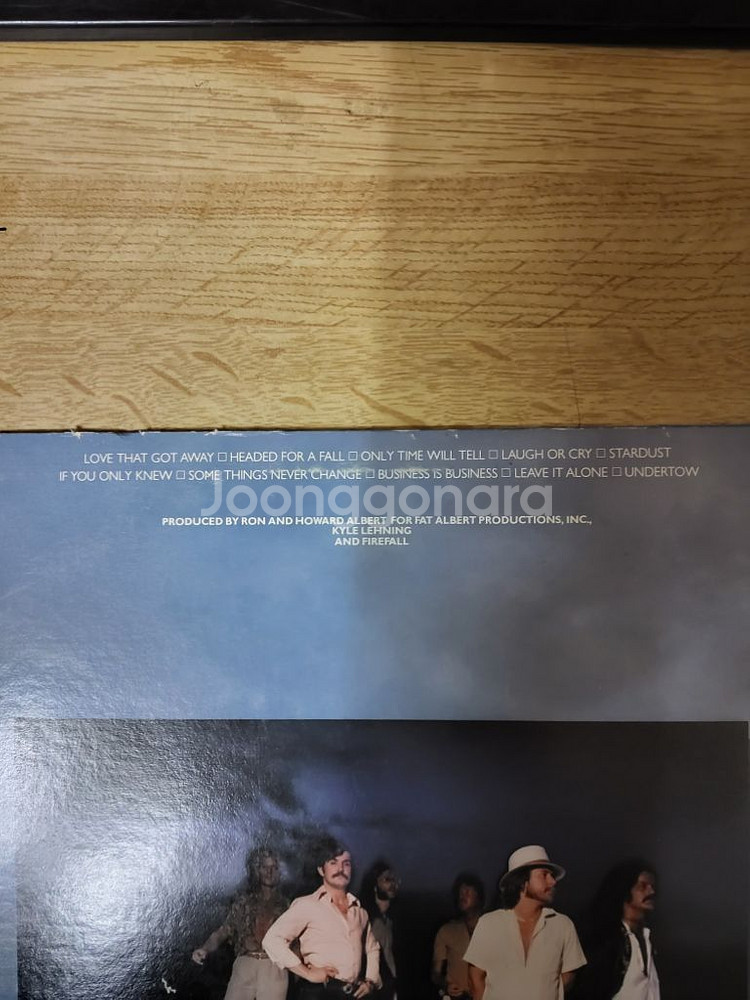 LOVE THAT GOT AWAY □ HEADED FOR A FALL □ ONLY TIME WILL TELL □ LAUGH OR CRY □ STARDUST
IF YOU ONLY KNEW □ SOME THINGS NEVER CHANGE □ BUSINESS IS BUSINESS □ LEAVE IT ALONE □ UNDERTOW
Joonggonara
PRODUCED BY RON AND HOWARD ALBERT FOR FAT ALBERT PRODUCTIONS, INC.,
KYLE LEHNING
AND FIREFALL